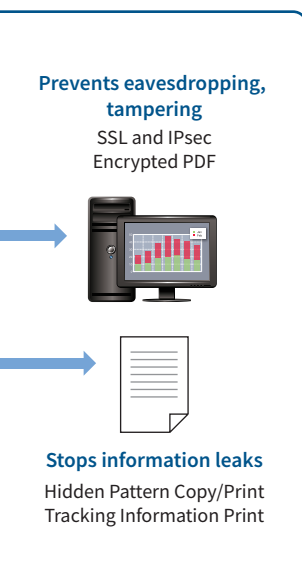 Prevents eavesdropping,
tampering
SSL and IPsec
Encrypted PDF
Stops information leaks
Hidden Pattern Copy/Print
Tracking Information Print